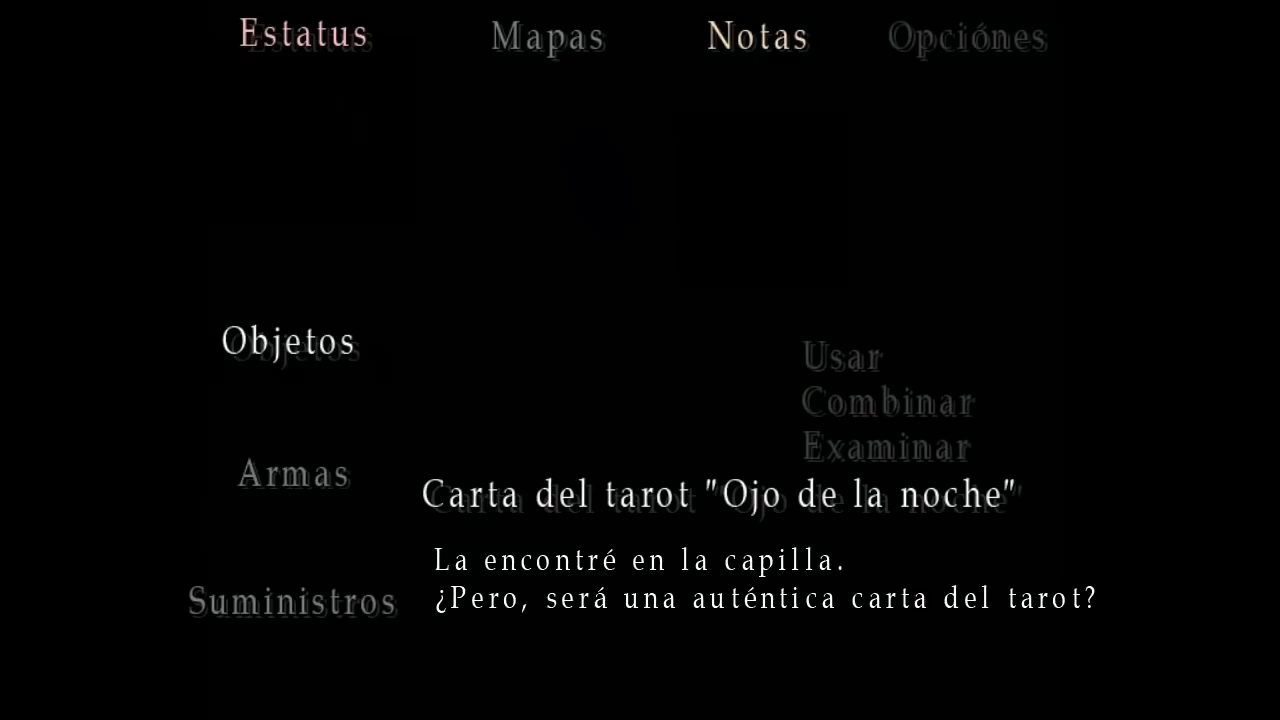 Estatus Mapas Notas Opciónes
Objetos
Usar
Combinar
Examinar
Armas
Carta del tarot "Ojo de la noche"
La encontré en la capilla.
Suministros
¿Pero, será una auténtica carta del tarot?